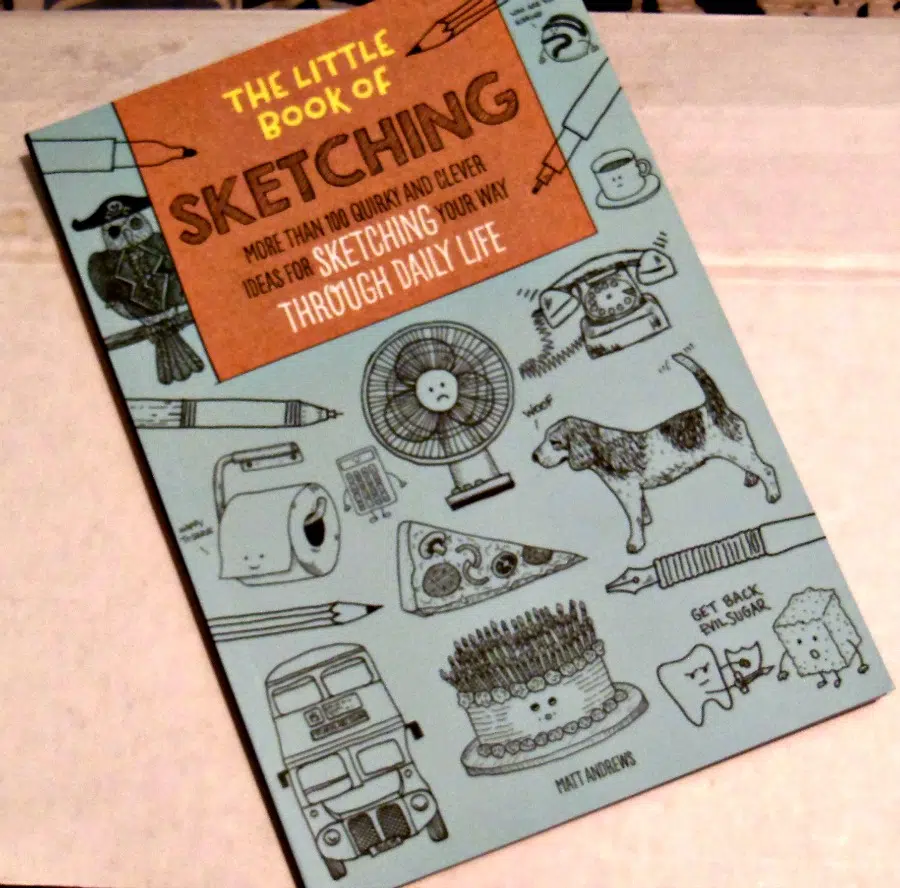 THE LITTLE
BOOK OF
SKETCHING
MORE THAN 100 QUIRKY AND CLEVER
IDEAS FOR SKETCHING YOUR WAY
THROUGH DAILY LIFE
WOOF
GET BACK
EVIL SUGAR
MATT ANDREWS